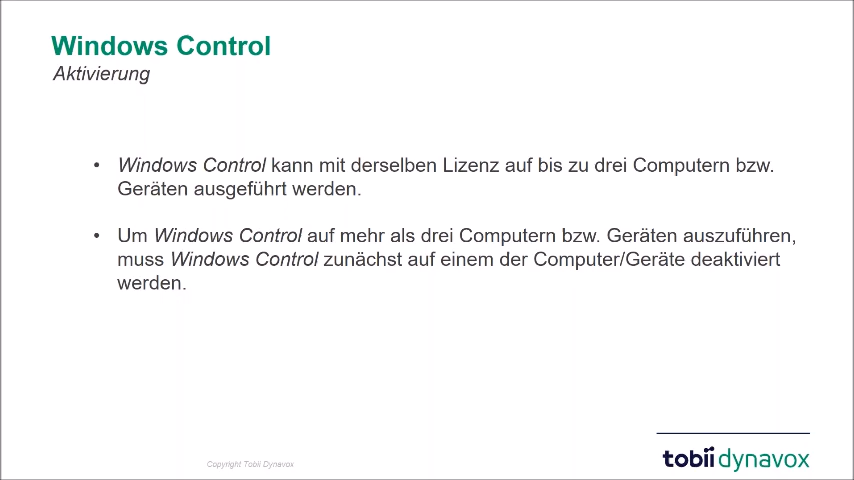 Windows Control
Aktivierung
• Windows Control kann mit derselben Lizenz auf bis zu drei Computern bzw.
Geräten ausgeführt werden.
• Um Windows Control auf mehr als drei Computern bzw. Geräten auszuführen,
muss Windows Control zunächst auf einem der Computer/Geräte deaktiviert
werden.
Copyright Tobii Dynavox
tobii dynavox